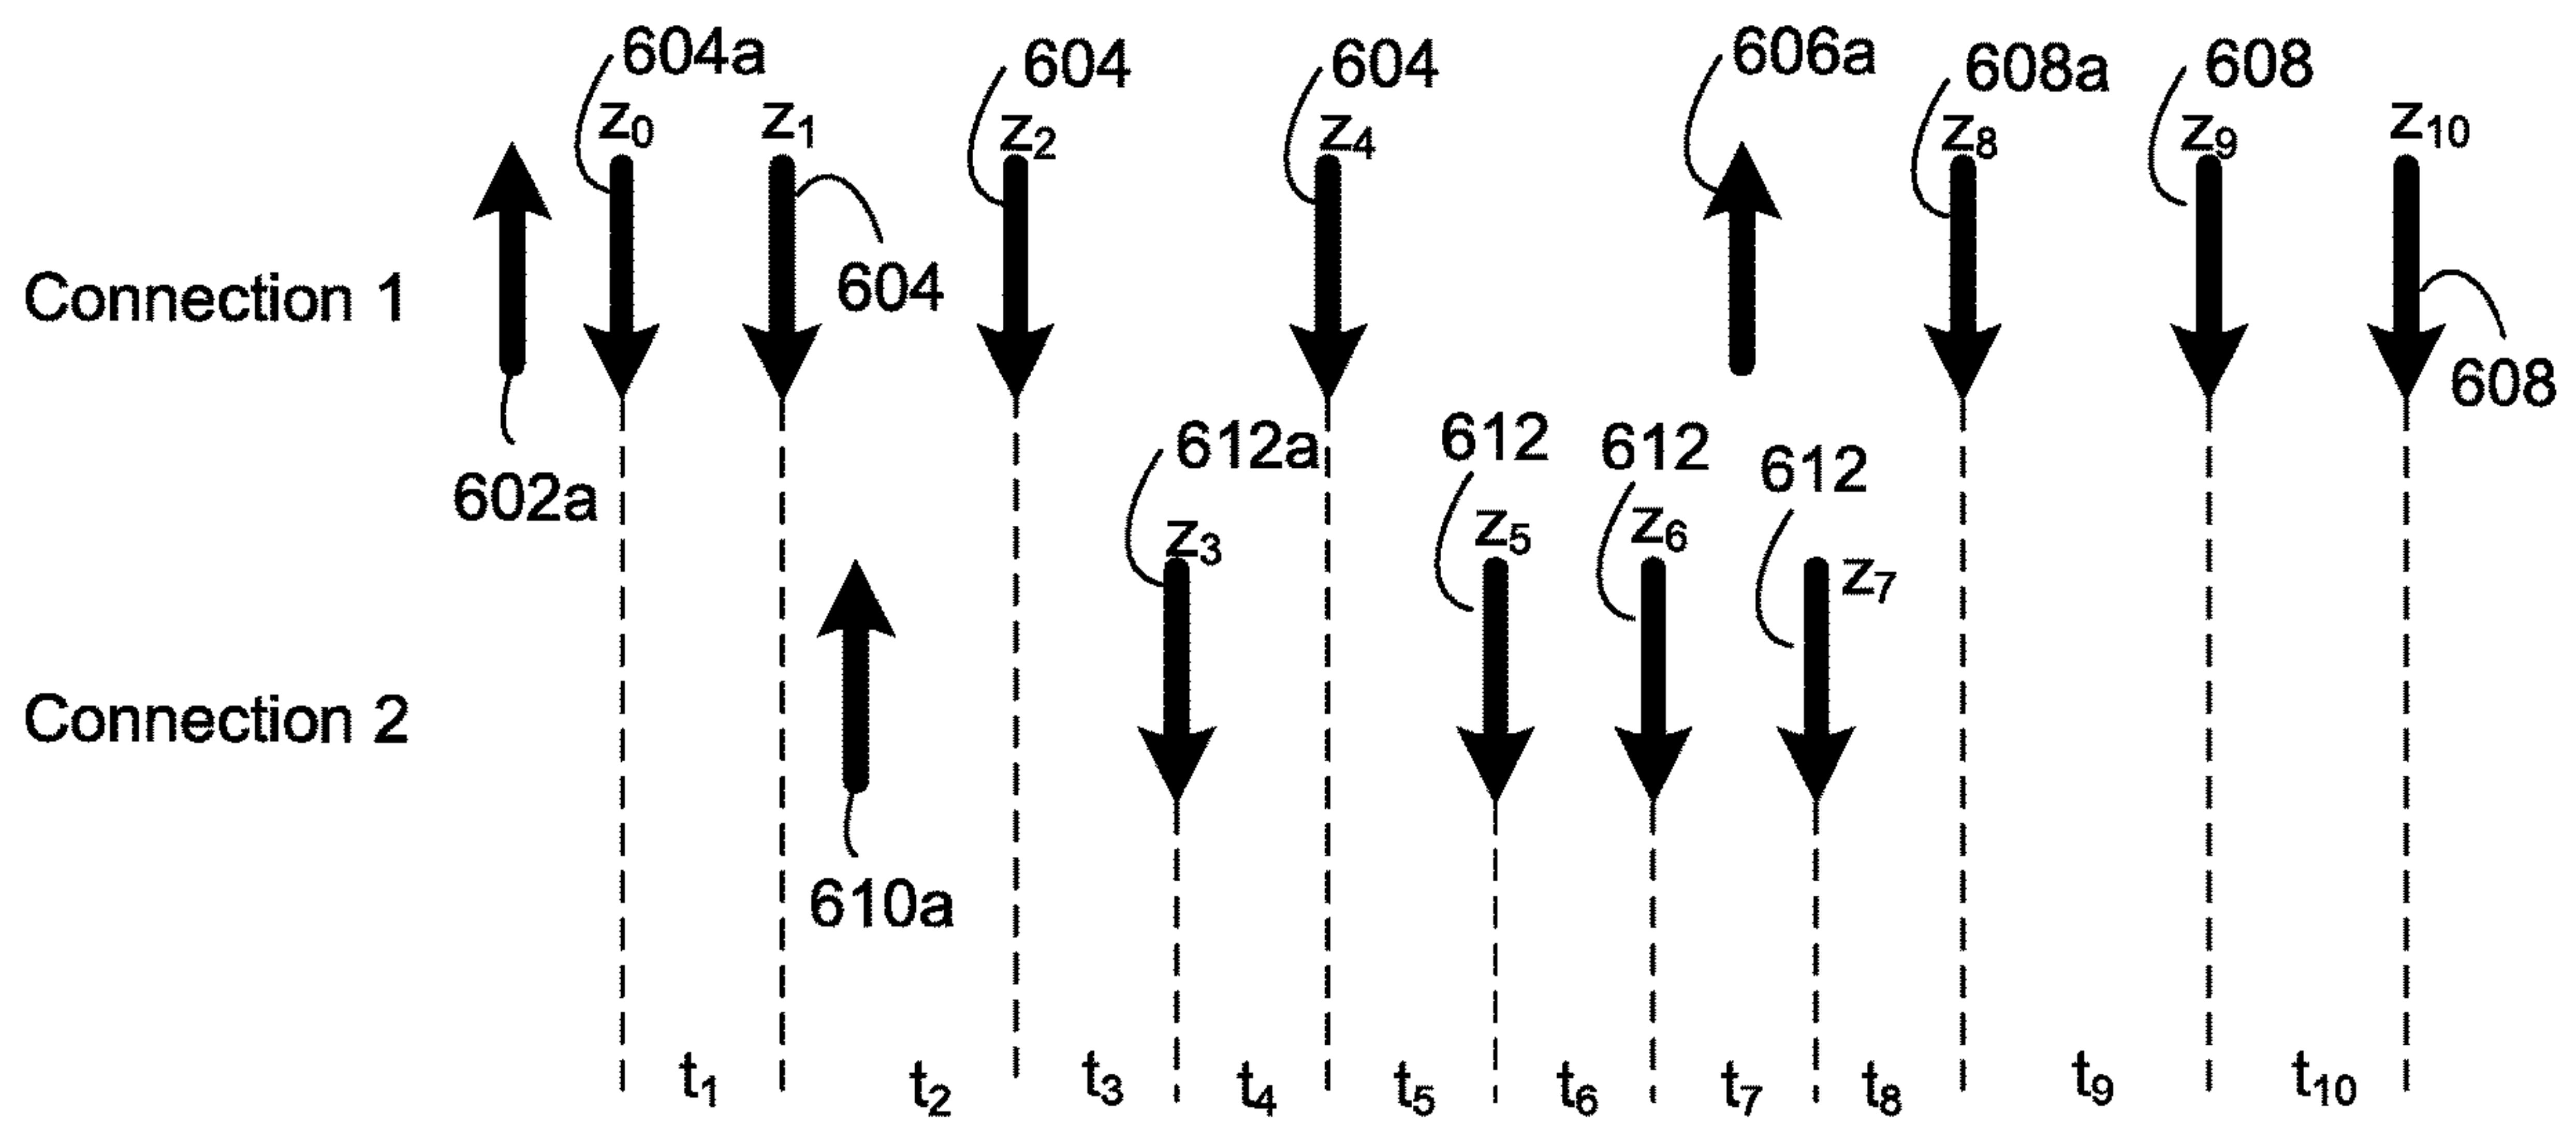 604a 604 604 606a 608a 608
z0 z1 z2 z4 z8 z9 z10
Connection 1 604 608
602a 612a 612 612 612
z3 z5 z6 z7
Connection 2
610a
t1 t2 t3 t4 t5 t6 t7 t8 t9 t10